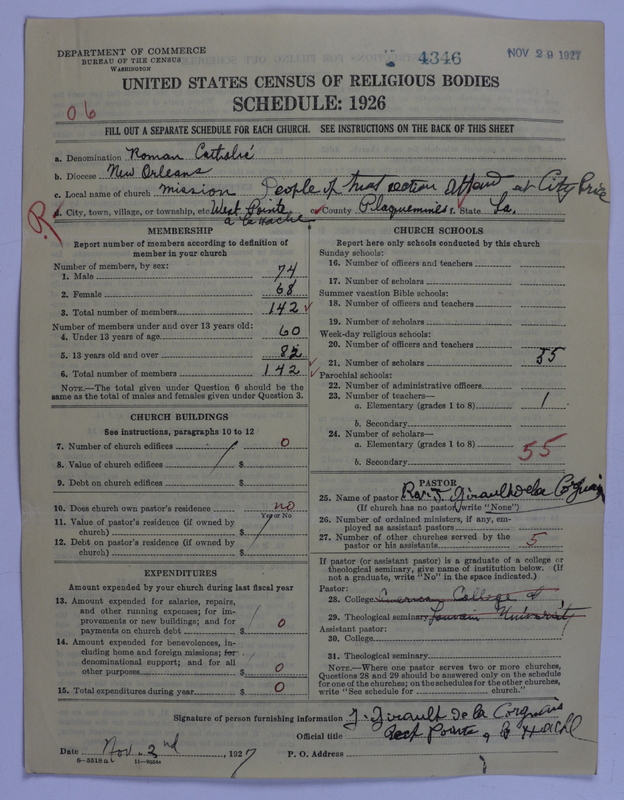 DEPARTMENT OF COMMERCE
BUREAU OF THE CENSUS
WASHINGTON
4346
NOV 29 1927
UNITED STATES CENSUS OF RELIGIOUS BODIES
SCHEDULE: 1926
06
FILL OUT A SEPARATE SCHEDULE FOR EACH CHURCH. SEE INSTRUCTIONS ON THE BACK OF THIS SHEET
a. Denomination Roman Catholic
b. Diocese New Orleans
c. Local name of church Mission People of that section attend at City Price
R
d. City, town, village, or township, etc. West Pointe a la Hache e. County Plaquemines f. State La.
MEMBERSHIP
Report number of members according to definition of member in your church
Number of members, by sex:
1. Male 74
2. Female 68
3. Total number of members 142
Number of members under and over 13 years old:
4. Under 13 years of age 60
5. 13 years old and over 82
6. Total number of members 142
NOTE.—The total given under Question 6 should be the same as the total of males and females given under Question 3.
CHURCH BUILDINGS
See instructions, paragraphs 10 to 12
7. Number of church edifices 0
8. Value of church edifices $
9. Debt on church edifices $
10. Does church own pastor's residence no
Yes or No
11. Value of pastor's residence (if owned by church) $
12. Debt on pastor's residence (if owned by church) $
EXPENDITURES
Amount expended by your church during last fiscal year
13. Amount expended for salaries, repairs, and other running expenses; for improvements or new buildings; and for payments on church debt $ 0
14. Amount expended for benevolences, including home and foreign missions; for denominational support; and for all other purposes $ 0
15. Total expenditures during year $ 0
CHURCH SCHOOLS
Report here only schools conducted by this church
Sunday schools:
16. Number of officers and teachers
17. Number of scholars
Summer vacation Bible schools:
18. Number of officers and teachers
19. Number of scholars
Week-day religious schools:
20. Number of officers and teachers
21. Number of scholars 55
Parochial schools:
22. Number of administrative officers
23. Number of teachers—
a. Elementary (grades 1 to 8) 1
b. Secondary
24. Number of scholars—
a. Elementary (grades 1 to 8) 55
b. Secondary
PASTOR
25. Name of pastor Rev. J. Girault de la Corgnais
(If church has no pastor, write "None")
26. Number of ordained ministers, if any, employed as assistant pastors
27. Number of other churches served by the pastor or his assistants 5
If pastor (or assistant pastor) is a graduate of a college or theological seminary, give name of institution below. (If not a graduate, write "No" in the space indicated.)
Pastor:
28. College American College &
29. Theological seminary Louvain University
Assistant pastor:
30. College
31. Theological seminary
NOTE.—Where one pastor serves two or more churches, Questions 28 and 29 should be answered only on the schedule for one of the churches; on the schedules for the other churches, write "See schedule for church."
Signature of person furnishing information J. Girault de la Corgnais
Official title
West Pointe a la Hache
Date Nov. 2nd, 1927 P. O. Address
8—5518 a 11—9554a